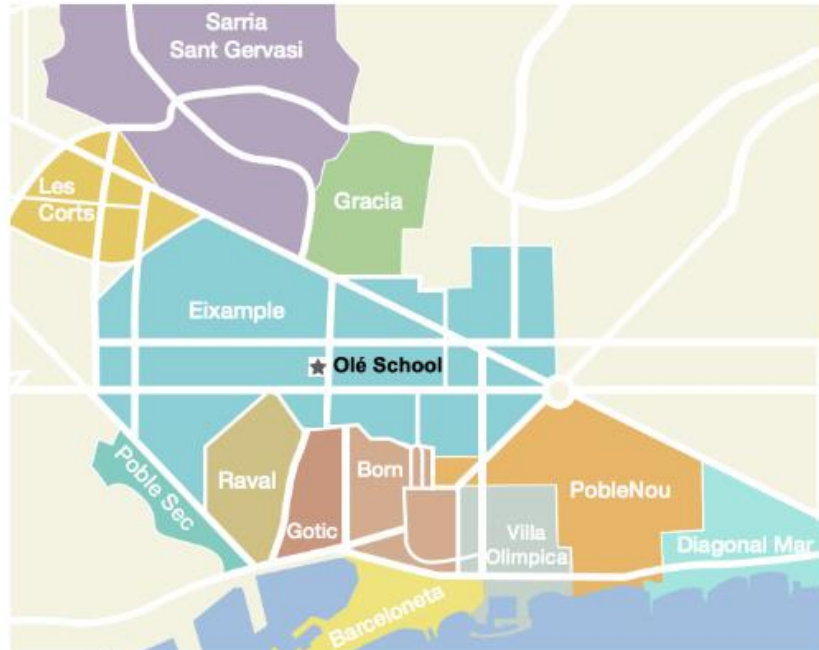 Sarria
Sant Gervasi
Les
Corts
Gracia
Eixample
Olé School
Poble Sec
Raval
Gotic
Born
PobleNou
Villa
Olimpica
Diagonal Mar
Barceloneta